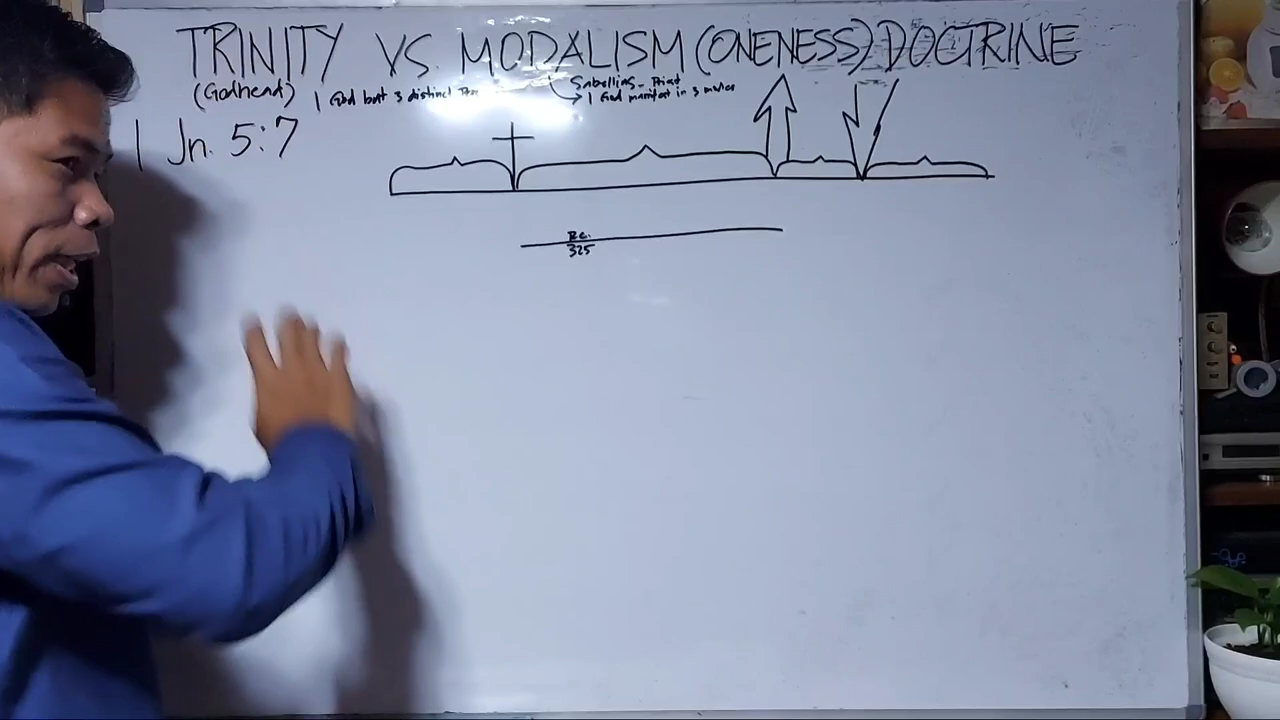 TRINITY VS. MODALISM (ONENESS) DOCTRINE
(Godhead) 1 God but 3 distinct
Sabellius - Priest
1 God manifest in 3 modes
1 Jn. 5:7
R.C.
325